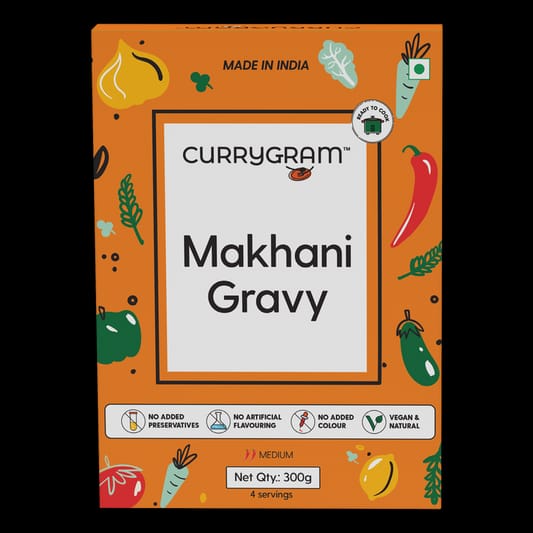 MADE IN INDIA
READY TO COOK
CURRYGRAM™
Makhani
Gravy
NO ADDED
PRESERVATIVES
NO ARTIFICIAL
FLAVOURING
NO ADDED
COLOUR
VEGAN &
NATURAL
MEDIUM
Net Qty.: 300g
4 servings